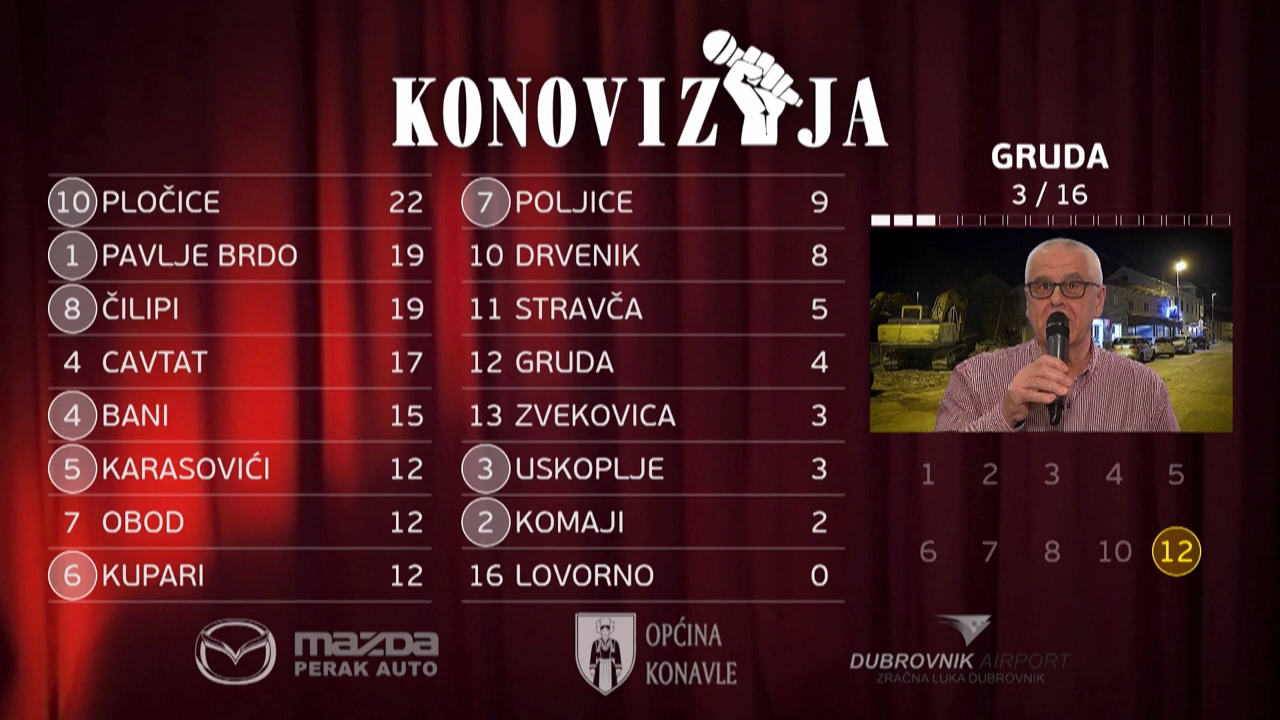 KONOVIZIJA
10 PLOČICE 22
1 PAVLJE BRDO 19
8 ČILIPI 19
4 CAVTAT 17
4 BANI 15
5 KARASOVIĆI 12
7 OBOD 12
6 KUPARI 12
7 POLJICE 9
10 DRVENIK 8
11 STRAVČA 5
12 GRUDA 4
13 ZVEKOVICA 3
3 USKOPLJE 3
2 KOMAJI 2
16 LOVORNO 0
GRUDA
3 / 16
1 2 3 4 5
6 7 8 10 12
mazda
PERAK AUTO
OPĆINA
KONAVLE
DUBROVNIK AIRPORT
ZRAČNA LUKA DUBROVNIK